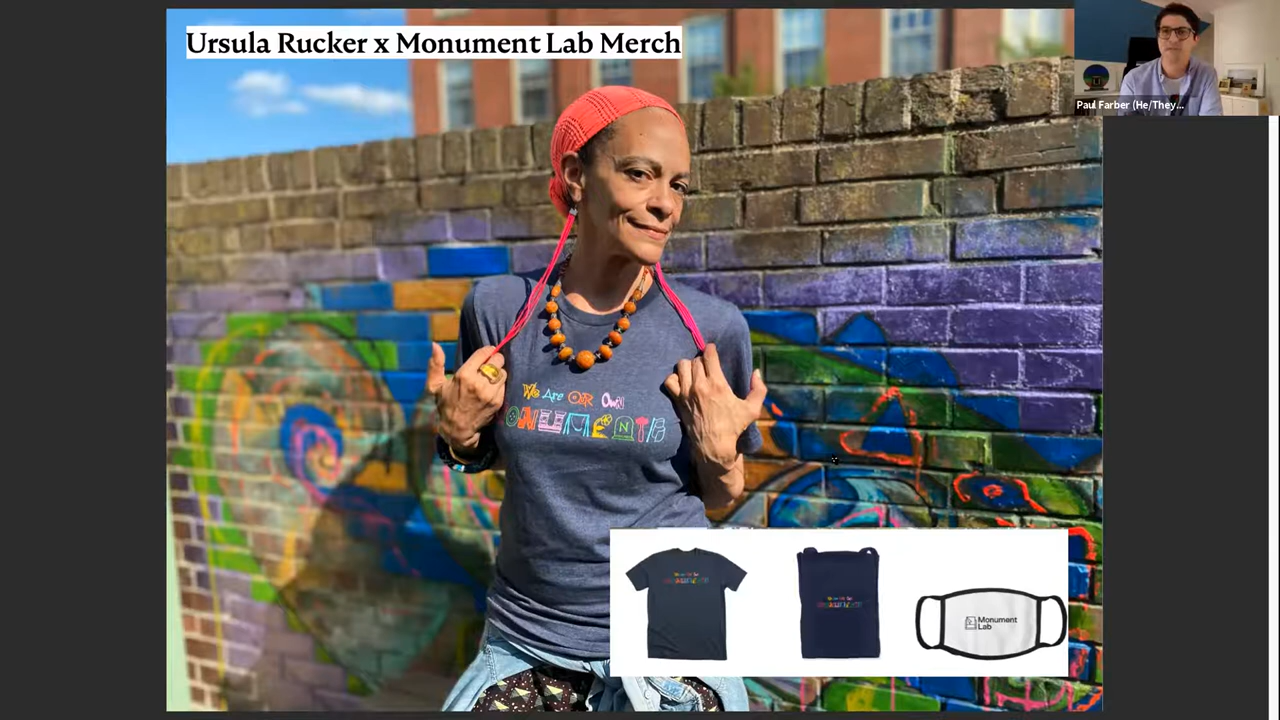 Ursula Rucker x Monument Lab Merch
Paul Farber (He/They...
We Are OUR Own
MONUMENTS
Monument
Lab